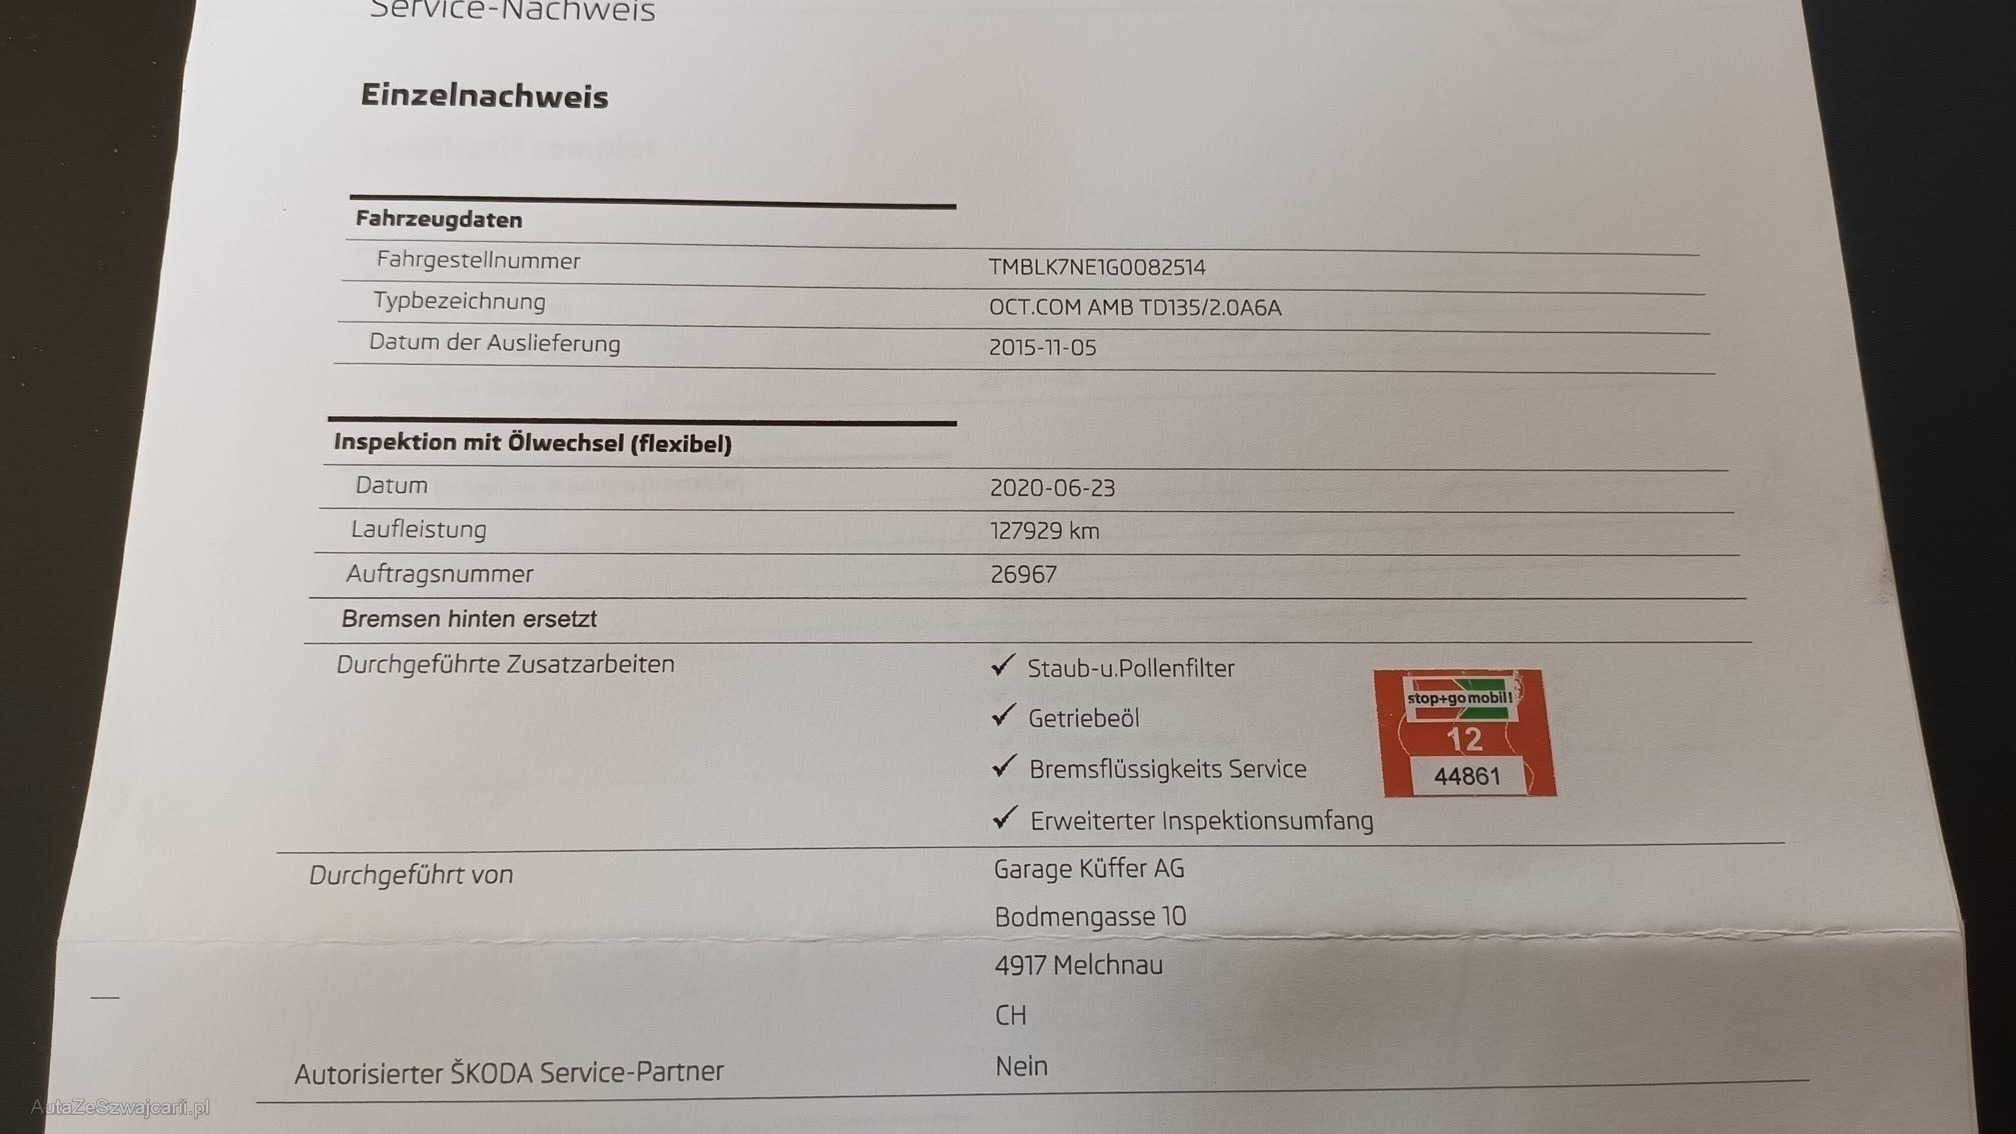 Service-Nachweis
Einzelnachweis
Fahrzeugdaten
Fahrgestellnummer TMBLK7NE1G0082514
Typbezeichnung OCT.COM AMB TD135/2.0A6A
Datum der Auslieferung 2015-11-05
Inspektion mit Ölwechsel (flexibel)
Datum 2020-06-23
Laufleistung 127929 km
Auftragsnummer 26967
Bremsen hinten ersetzt
Durchgeführte Zusatzarbeiten ✓ Staub-u.Pollenfilter
✓ Getriebeöl
✓ Bremsflüssigkeits Service
✓ Erweiterter Inspektionsumfang
stop+go mobil!
12
44861
Durchgeführt von Garage Küffer AG
Bodmengasse 10
4917 Melchnau
CH
Autorisierter ŠKODA Service-Partner Nein
AutaZeSzwajcarii.pl